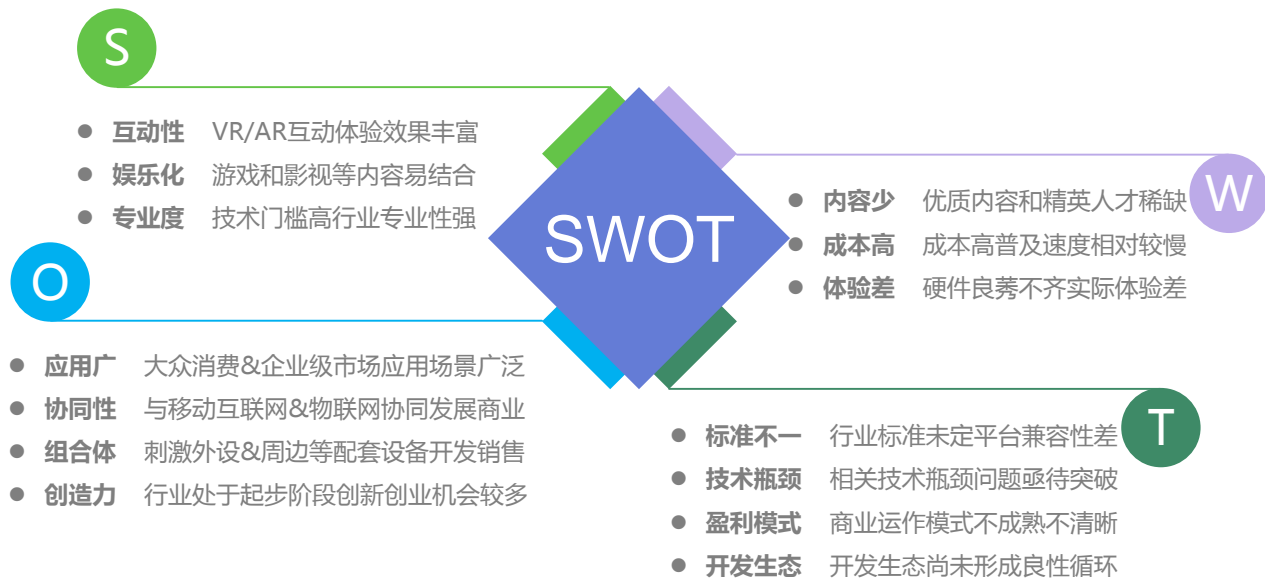 S
互动性 VR/AR互动体验效果丰富
娱乐化 游戏和影视等内容易结合
专业度 技术门槛高行业专业性强
SWOT
W
内容少 优质内容和精英人才稀缺
成本高 成本高普及速度相对较慢
体验差 硬件良莠不齐实际体验差
O
应用广 大众消费&企业级市场应用场景广泛
协同性 与移动互联网&物联网协同发展商业
组合体 刺激外设&周边等配套设备开发销售
创造力 行业处于起步阶段创新创业机会较多
T
标准不一 行业标准未定平台兼容性差
技术瓶颈 相关技术瓶颈问题亟待突破
盈利模式 商业运作模式不成熟不清晰
开发生态 开发生态尚未形成良性循环